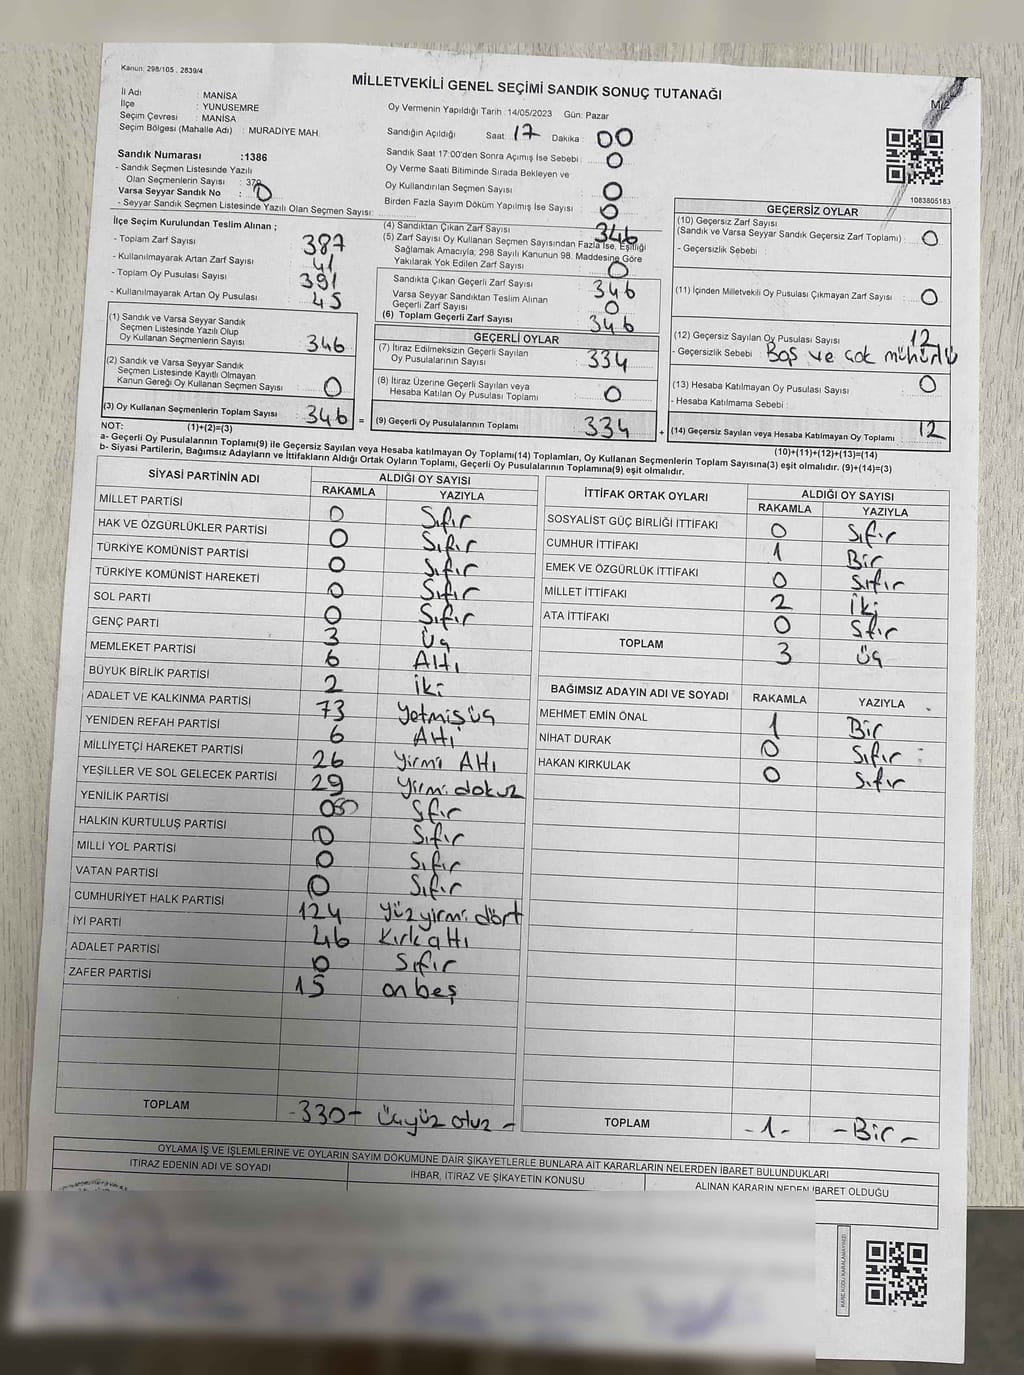 Kanun: 298/105 , 2839/4
MİLLETVEKİLİ GENEL SEÇİMİ SANDIK SONUÇ TUTANAĞI
M/2
İl Adı : MANİSA
İlçe : YUNUSEMRE
Seçim Çevresi : MANİSA
Seçim Bölgesi (Mahalle Adı) : MURADİYE MAH.
Oy Vermenin Yapıldığı Tarih : 14/05/2023 Gün: Pazar
Sandığın Açıldığı Saat 17 Dakika : 00
Sandık Saat 17:00'den Sonra Açımış İse Sebebi : 0
Oy Verme Saati Bitiminde Sırada Bekleyen ve
Oy Kullandırılan Seçmen Sayısı : 0
Birden Fazla Sayım Döküm Yapılmış İse Sayısı : 0
Sandık Numarası :1386
- Sandık Seçmen Listesinde Yazılı
Olan Seçmenlerin Sayısı : 379
Varsa Seyyar Sandık No : 0
- Seyyar Sandık Seçmen Listesinde Yazılı Olan Seçmen Sayısı:
1083805183
İlçe Seçim Kurulundan Teslim Alınan ;
- Toplam Zarf Sayısı : 387
- Kullanılmayarak Artan Zarf Sayısı : 41
- Toplam Oy Pusulası Sayısı : 391
- Kullanılmayarak Artan Oy Pusulası : 45
(1) Sandık ve Varsa Seyyar Sandık
Seçmen Listesinde Yazılı Olup
Oy Kullanan Seçmenlerin Sayısı : 346
(2) Sandık ve Varsa Seyyar Sandık
Seçmen Listesinde Kayıtlı Olmayan
Kanun Gereği Oy Kullanan Seçmen Sayısı : 0
(3) Oy Kullanan Seçmenlerin Toplam Sayısı : 346 =
(4) Sandıktan Çıkan Zarf Sayısı : 346
(5) Zarf Sayısı Oy Kullanan Seçmen Sayısından Fazla İse, Eşitliği
Sağlamak Amacıyla, 298 Sayılı Kanunun 98. Maddesine Göre
Yakılarak Yok Edilen Zarf Sayısı : 0
Sandıkta Çıkan Geçerli Zarf Sayısı : 346
Varsa Seyyar Sandıktan Teslim Alınan
Geçerli Zarf Sayısı : 0
(6) Toplam Geçerli Zarf Sayısı : 346
GEÇERLİ OYLAR
(7) İtiraz Edilmeksizin Geçerli Sayılan
Oy Pusulalarının Sayısı : 334
(8) İtiraz Üzerine Geçerli Sayılan veya
Hesaba Katılan Oy Pusulası Toplamı : 0
(9) Geçerli Oy Pusulalarının Toplamı : 334 +
GEÇERSİZ OYLAR
(10) Geçersiz Zarf Sayısı
(Sandık ve Varsa Seyyar Sandık Geçersiz Zarf Toplamı) : 0
- Geçersizlik Sebebi :
(11) İçinden Milletvekili Oy Pusulası Çıkmayan Zarf Sayısı : 0
(12) Geçersiz Sayılan Oy Pusulası Sayısı : 12
- Geçersizlik Sebebi : Boş ve çok mühürlü
(13) Hesaba Katılmayan Oy Pusulası Sayısı : 0
- Hesaba Katılmama Sebebi :
(14) Geçersiz Sayılan veya Hesaba Katılmayan Oy Toplamı : 12
NOT: (1)+(2)=(3) (10)+(11)+(12)+(13)=(14)
a- Geçerli Oy Pusulalarının Toplamı(9) ile Geçersiz Sayılan veya Hesaba katılmayan Oy Toplamı(14) Toplamları, Oy Kullanan Seçmenlerin Toplam Sayısına(3) eşit olmalıdır. (9)+(14)=(3)
b- Siyasi Partilerin, Bağımsız Adayların ve İttifakların Aldığı Ortak Oyların Toplamı, Geçerli Oy Pusulalarının Toplamına(9) eşit olmalıdır.
SİYASİ PARTİNİN ADI ALDIĞI OY SAYISI
RAKAMLA YAZIYLA
MİLLET PARTİSİ 0 Sıfır
HAK VE ÖZGÜRLÜKLER PARTİSİ 0 Sıfır
TÜRKİYE KOMÜNİST PARTİSİ 0 Sıfır
TÜRKİYE KOMÜNİST HAREKETİ 0 Sıfır
SOL PARTİ 0 Sıfır
GENÇ PARTİ 3 Üç
MEMLEKET PARTİSİ 6 Altı
BÜYÜK BİRLİK PARTİSİ 2 İki
ADALET VE KALKINMA PARTİSİ 73 Yetmiş üç
YENİDEN REFAH PARTİSİ 6 Altı
MİLLİYETÇİ HAREKET PARTİSİ 26 Yirmi Altı
YEŞİLLER VE SOL GELECEK PARTİSİ 29 Yirmi dokuz
YENİLİK PARTİSİ 0 Sfır
HALKIN KURTULUŞ PARTİSİ 0 Sıfır
MİLLİ YOL PARTİSİ 0 Sıfır
VATAN PARTİSİ 0 Sıfır
CUMHURİYET HALK PARTİSİ 124 Yüz yirmi dört
İYİ PARTİ 46 Kırk altı
ADALET PARTİSİ 0 Sıfır
ZAFER PARTİSİ 15 on beş
TOPLAM -330- Üçyüz otuz -
İTTİFAK ORTAK OYLARI ALDIĞI OY SAYISI
RAKAMLA YAZIYLA
SOSYALİST GÜÇ BİRLİĞİ İTTİFAKI 0 Sıfır
CUMHUR İTTİFAKI 1 Bir
EMEK VE ÖZGÜRLÜK İTTİFAKI 0 Sıfır
MİLLET İTTİFAKI 2 İki
ATA İTTİFAKI 0 Sfır
TOPLAM 3 üç
BAĞIMSIZ ADAYIN ADI VE SOYADI RAKAMLA YAZIYLA
MEHMET EMİN ÖNAL 1 Bir
NİHAT DURAK 0 Sıfır
HAKAN KIRKULAK 0 Sıfır
TOPLAM -1- -Bir-
OYLAMA İŞ VE İŞLEMLERİNE VE OYLARIN SAYIM DÖKÜMÜNE DAİR ŞİKAYETLERLE BUNLARA AİT KARARLARIN NELERDEN İBARET BULUNDUKLARI
İTİRAZ EDENİN ADI VE SOYADI İHBAR, İTİRAZ VE ŞİKAYETİN KONUSU ALINAN KARARIN NEDEN İBARET OLDUĞU
KARE KODU KARALAMAYINIZ!